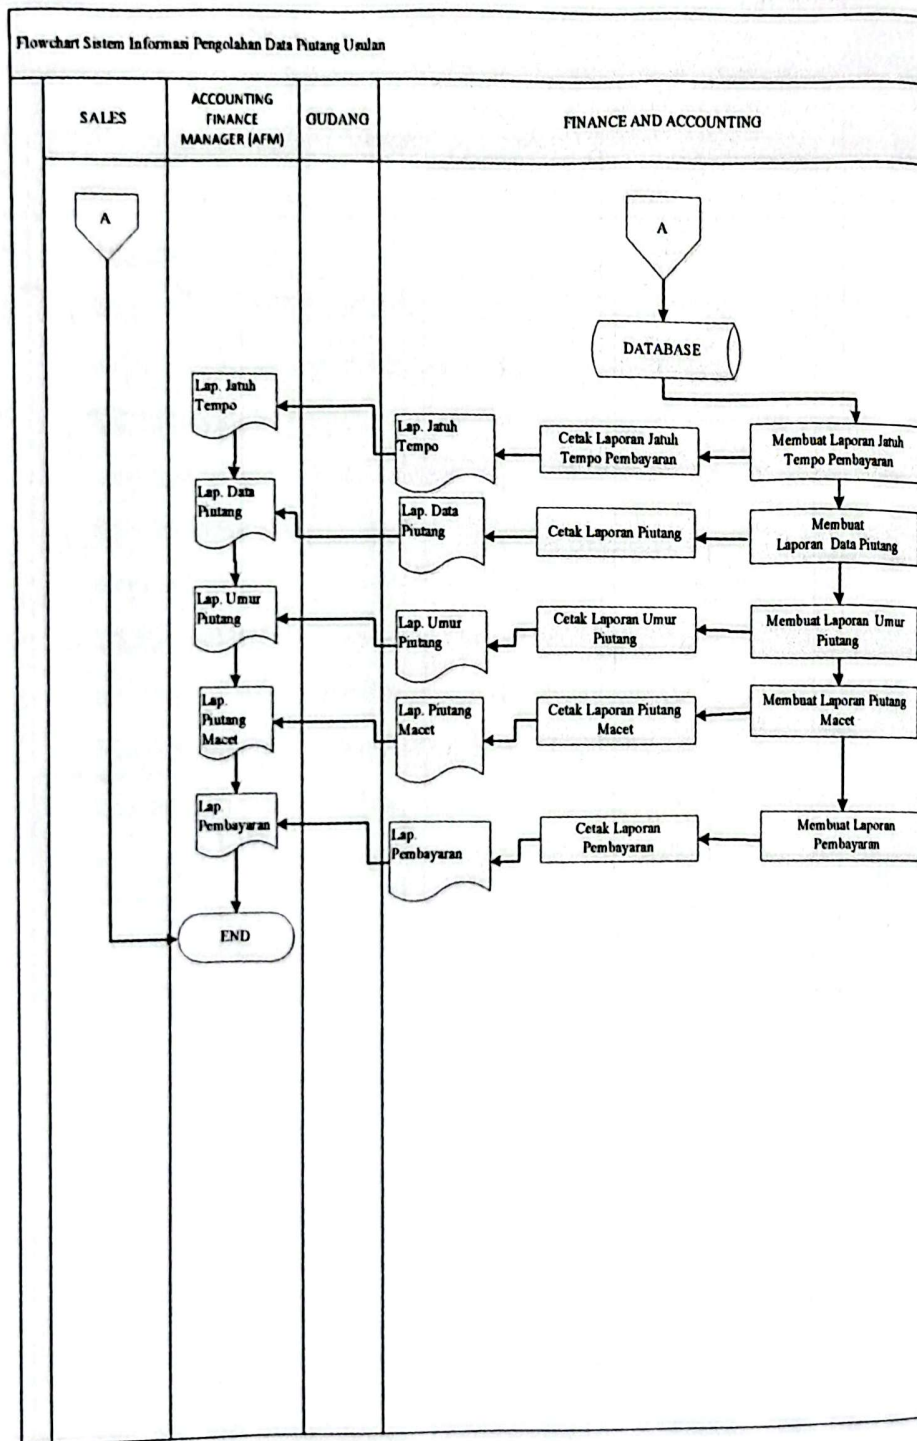 Flowchart Sistem Informasi Pengolahan Data Piutang Usulan
SALES
ACCOUNTING
FINANCE
MANAGER (AFM)
GUDANG
FINANCE AND ACCOUNTING
A
A
DATABASE
Lap. Jatuh
Tempo
Lap. Jatuh
Tempo
Cetak Laporan Jatuh
Tempo Pembayaran
Membuat Laporan Jatuh
Tempo Pembayaran
Lap. Data
Piutang
Lap. Data
Piutang
Cetak Laporan Piutang
Membuat
Laporan Data Piutang
Lap. Umur
Piutang
Lap. Umur
Piutang
Cetak Laporan Umur
Piutang
Membuat Laporan Umur
Piutang
Lap.
Piutang
Macet
Lap. Piutang
Macet
Cetak Laporan Piutang
Macet
Membuat Laporan Piutang
Macet
Lap
Pembayaran
Lap.
Pembayaran
Cetak Laporan
Pembayaran
Membuat Laporan
Pembayaran
END